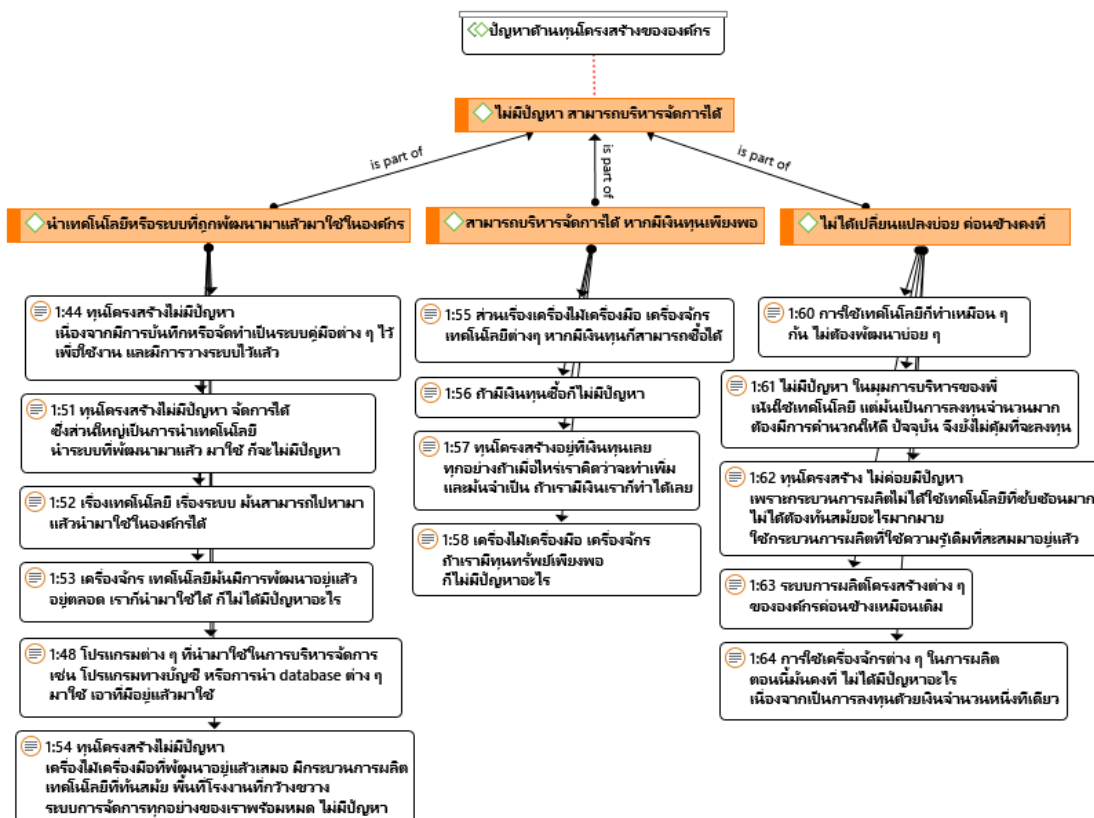 ปัญหาด้านทุนโครงสร้างขององค์กร
ไม่มีปัญหา สามารถบริหารจัดการได้
is part of
is part of
is part of
นำเทคโนโลยีหรือระบบที่ถูกพัฒนามาแล้วมาใช้ในองค์กร
สามารถบริหารจัดการได้ หากมีเงินทุนเพียงพอ
ไม่ได้เปลี่ยนแปลงบ่อย ค่อนข้างคงที่
1:44 ทุนโครงสร้างไม่มีปัญหา
เนื่องจากมีการบันทึกหรือจัดทำเป็นระบบคู่มือต่าง ๆ ไว้
เพื่อใช้งาน และมีการวางระบบไว้แล้ว
1:51 ทุนโครงสร้างไม่มีปัญหา จัดการได้
ซึ่งส่วนใหญ่เป็นการนำเทคโนโลยี
นำระบบที่พัฒนามาแล้ว มาใช้ ก็จะไม่มีปัญหา
1:52 เรื่องเทคโนโลยี เรื่องระบบ มันสามารถไปหามา
แล้วนำมาใช้ในองค์กรได้
1:53 เครื่องจักร เทคโนโลยีมันมีการพัฒนาอยู่แล้ว
อยู่ตลอด เราก็นำมาใช้ได้ ก็ไม่ได้มีปัญหาอะไร
1:48 โปรแกรมต่าง ๆ ที่นำมาใช้ในการบริหารจัดการ
เช่น โปรแกรมทางบัญชี หรือการนำ database ต่าง ๆ
มาใช้ เอาที่มีอยู่แล้วมาใช้
1:54 ทุนโครงสร้างไม่มีปัญหา
เครื่องไม้เครื่องมือที่พัฒนาอยู่แล้วเสมอ มีกระบวนการผลิต
เทคโนโลยีที่ทันสมัย พื้นที่โรงงานที่กว้างขวาง
ระบบการจัดการทุกอย่างของเราพร้อมหมด ไม่มีปัญหา
1:55 ส่วนเรื่องเครื่องไม้เครื่องมือ เครื่องจักร
เทคโนโลยีต่างๆ หากมีเงินทุนก็สามารถซื้อได้
1:56 ถ้ามีเงินทุนซื้อก็ไม่มีปัญหา
1:57 ทุนโครงสร้างอยู่ที่เงินทุนเลย
ทุกอย่างถ้าเมื่อไหร่เราคิดว่าจะทำเพิ่ม
และมันจำเป็น ถ้าเรามีเงินเราก็ทำได้เลย
1:58 เครื่องไม้เครื่องมือ เครื่องจักร
ถ้าเรามีทุนทรัพย์เพียงพอ
ก็ไม่มีปัญหาอะไร
1:60 การใช้เทคโนโลยีก็ทำเหมือน ๆ
กัน ไม่ต้องพัฒนาบ่อย ๆ
1:61 ไม่มีปัญหา ในมุมการบริหารของพี่
เน้นใช้เทคโนโลยี แต่มันเป็นการลงทุนจำนวนมาก
ต้องมีการคำนวณให้ดี ปัจจุบัน จึงยังไม่คุ้มที่จะลงทุน
1:62 ทุนโครงสร้าง ไม่ค่อยมีปัญหา
เพราะกระบวนการผลิตไม่ได้ใช้เทคโนโลยีที่ซับซ้อนมาก
ไม่ได้ต้องทันสมัยอะไรมากมาย
ใช้กระบวนการผลิตที่ใช้ความรู้เดิมที่สะสมมาอยู่แล้ว
1:63 ระบบการผลิตโครงสร้างต่าง ๆ
ขององค์กรค่อนข้างเหมือนเดิม
1:64 การใช้เครื่องจักรต่าง ๆ ในการผลิต
ตอนนี้มันคงที่ ไม่ได้มีปัญหาอะไร
เนื่องจากเป็นการลงทุนด้วยเงินจำนวนหนึ่งทีเดียว